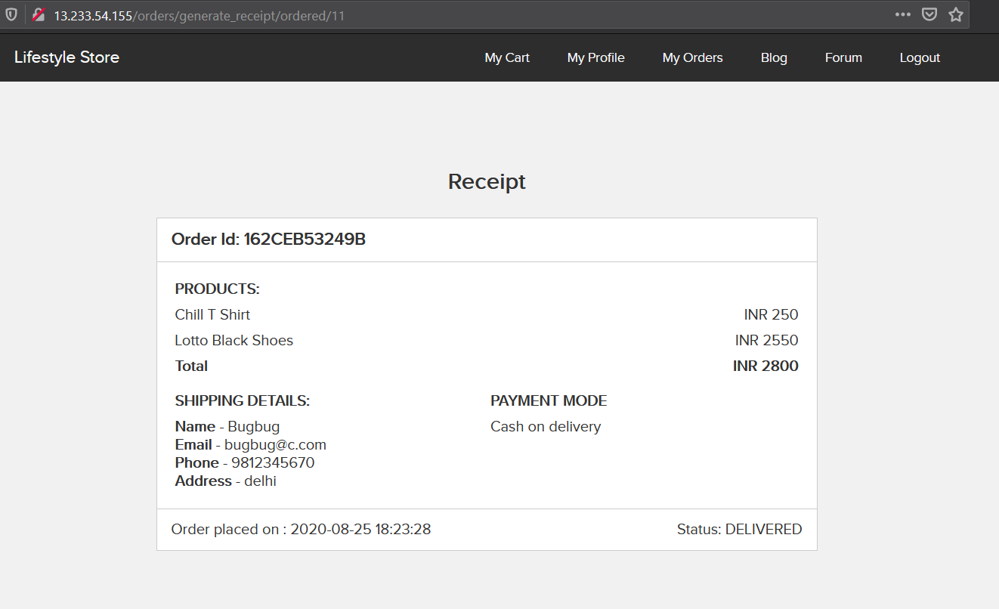 13.233.54.155/orders/generate_receipt/ordered/11
Lifestyle Store My Cart My Profile My Orders Blog Forum Logout
Receipt
Order Id: 162CEB53249B
PRODUCTS:
Chill T Shirt INR 250
Lotto Black Shoes INR 2550
Total INR 2800
SHIPPING DETAILS: PAYMENT MODE
Name - Bugbug Cash on delivery
Email - bugbug@c.com
Phone - 9812345670
Address - delhi
Order placed on : 2020-08-25 18:23:28 Status: DELIVERED